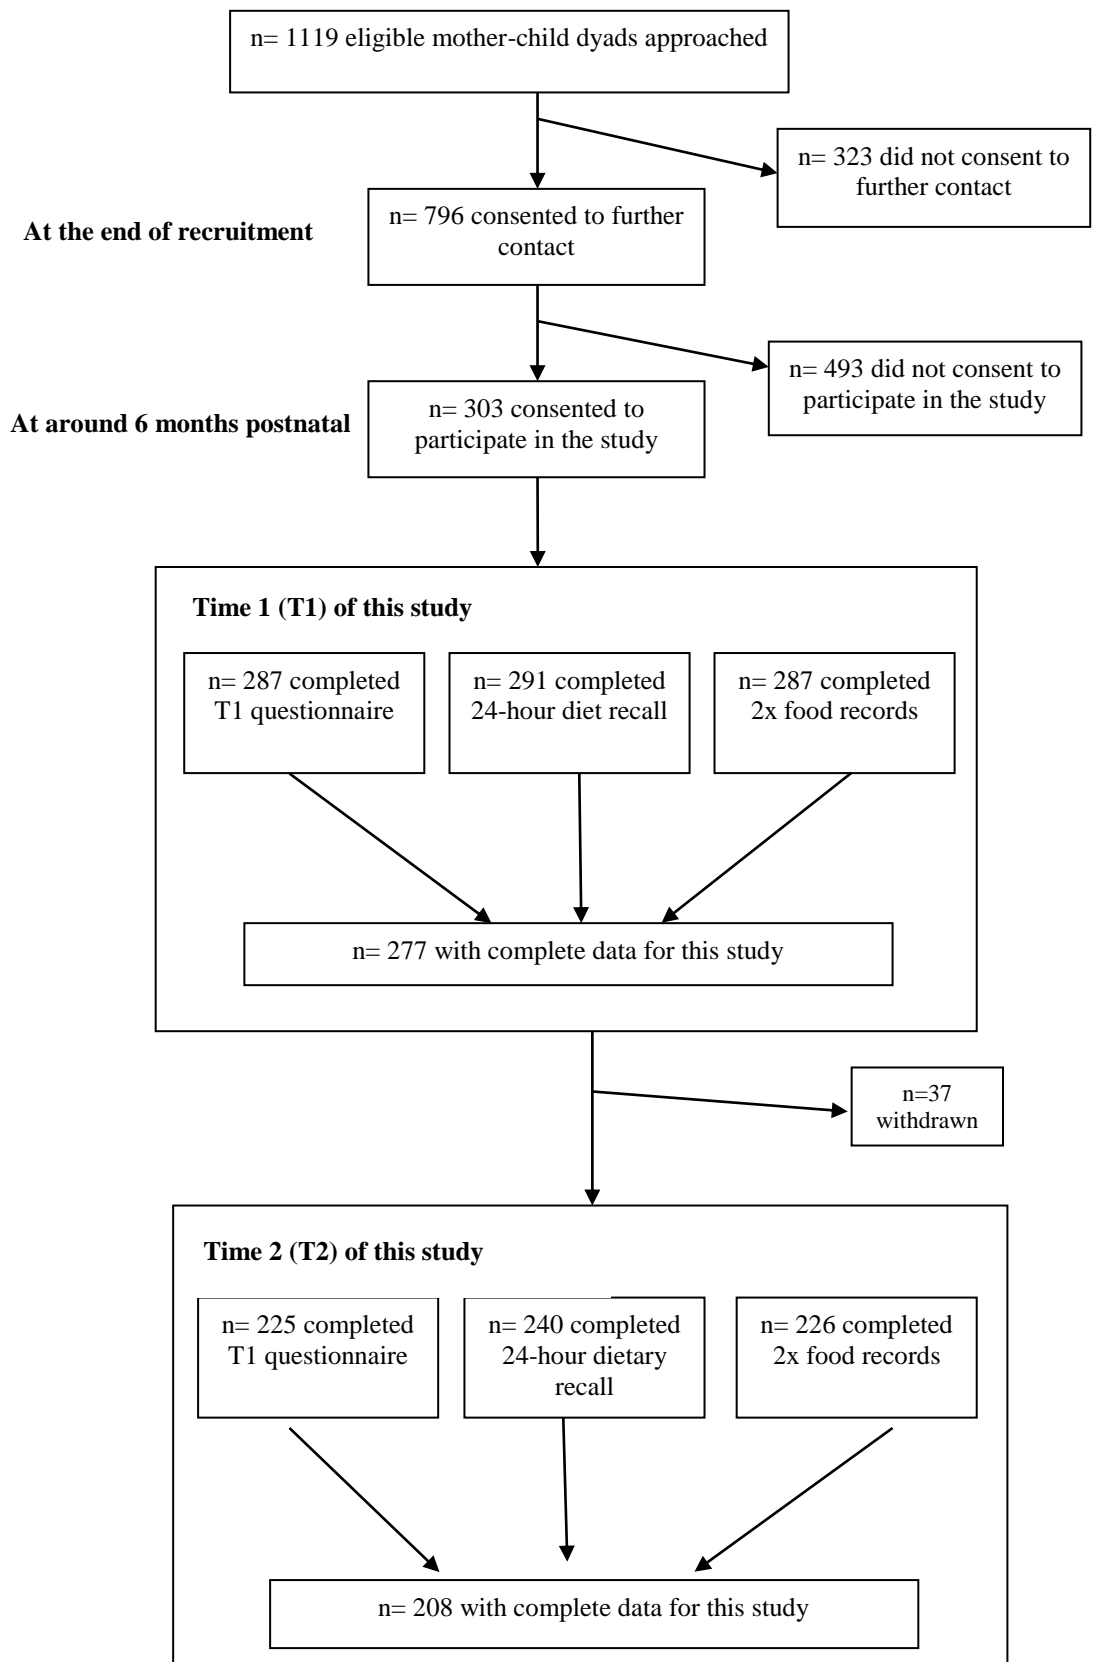 n= 1119 eligible mother-child dyads approached
n= 323 did not consent to
further contact
n= 796 consented to further
contact
At the end of recruitment
n= 493 did not consent to
participate in the study
n= 303 consented to
participate in the study
At around 6 months postnatal
Time 1 (T1) of this study
n= 287 completed
T1 questionnaire
n= 291 completed
24-hour diet recall
n= 287 completed
2x food records
n= 277 with complete data for this study
n=37
withdrawn
Time 2 (T2) of this study
n= 225 completed
T1 questionnaire
n= 240 completed
24-hour dietary
recall
n= 226 completed
2x food records
n= 208 with complete data for this study